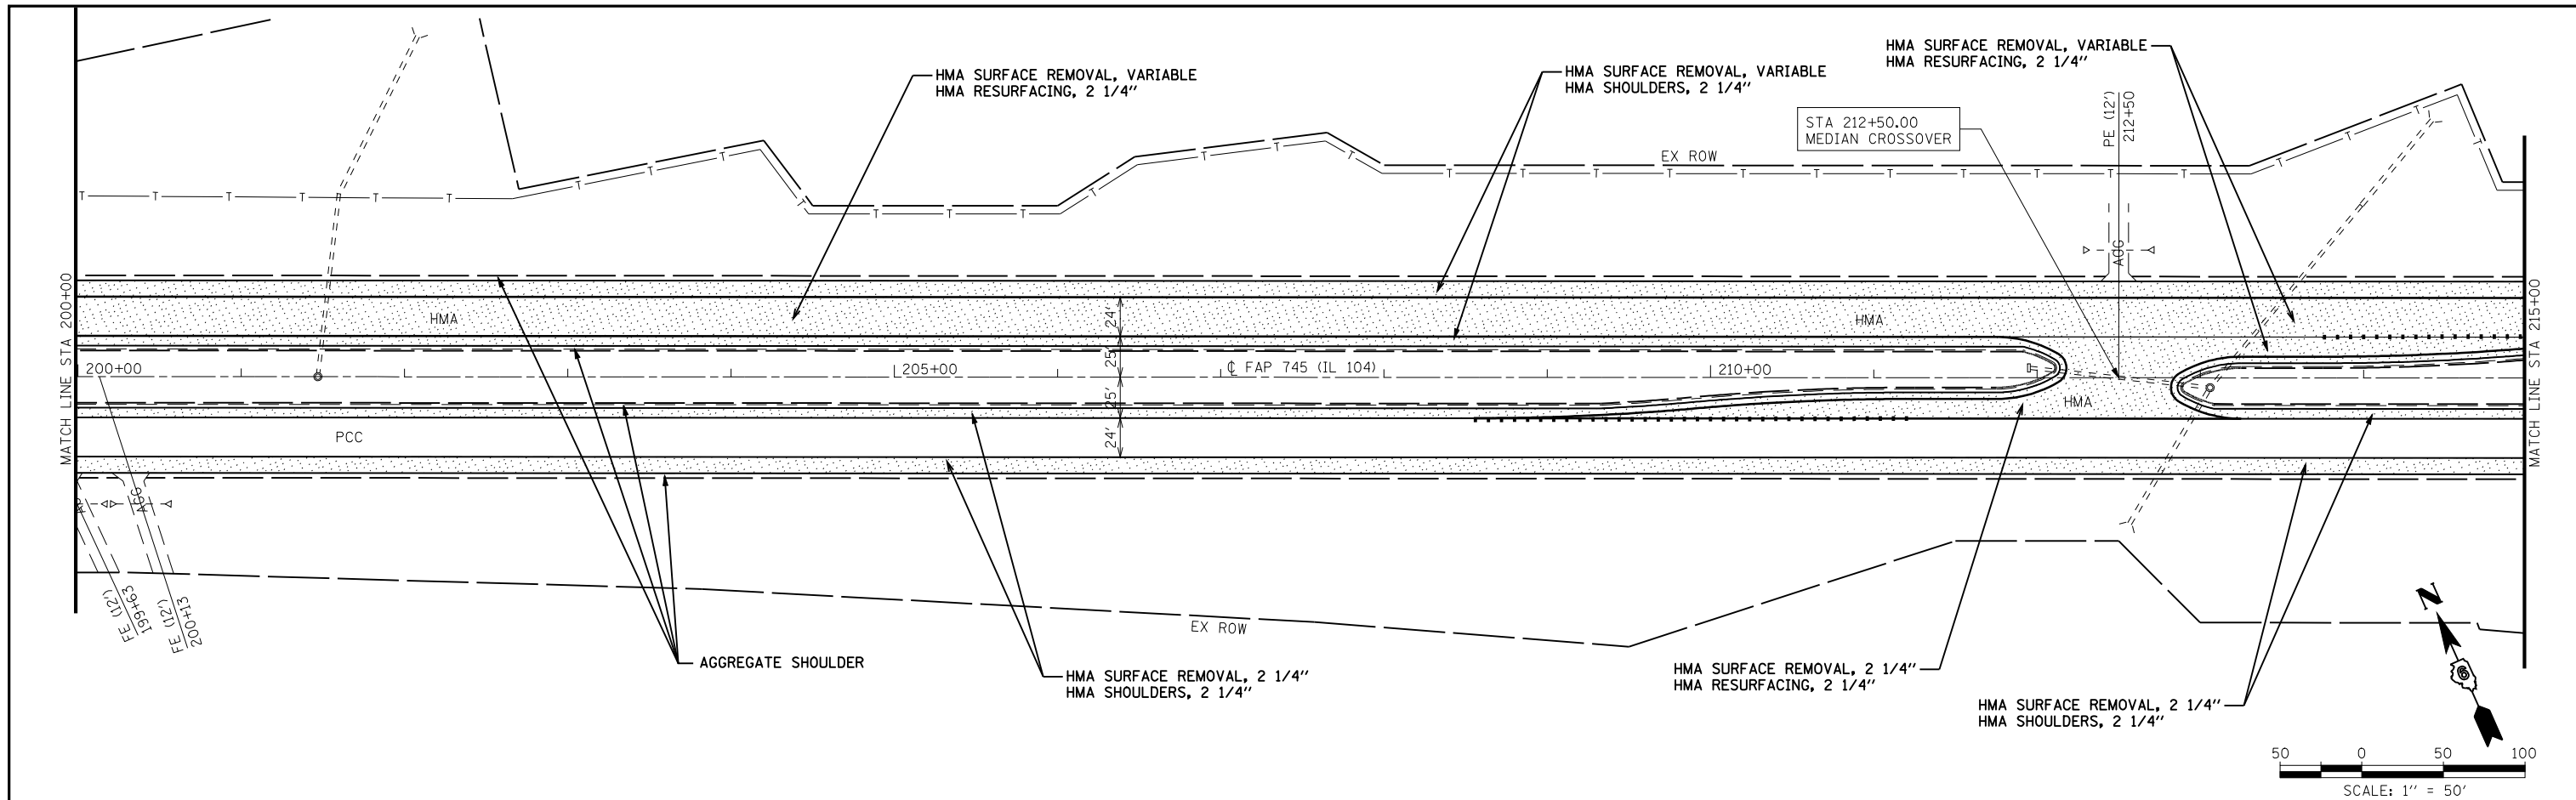 HMA SURFACE REMOVAL, VARIABLE
HMA RESURFACING, 2 1/4"
HMA SURFACE REMOVAL, VARIABLE
HMA SHOULDERS, 2 1/4"
HMA SURFACE REMOVAL, VARIABLE
HMA RESURFACING, 2 1/4"
STA 212+50.00
MEDIAN CROSSOVER
PE (12')
212+50
EX ROW
T T T T T T T T T T T T T T T T T T T T T T T T T T T T T T
AGG
MATCH LINE STA 200+00
MATCH LINE STA 215+00
HMA
HMA
24'
25'
25'
24'
200+00
205+00
℄ FAP 745 (IL 104)
210+00
HMA
PCC
AGG
FE (12')
199+63
FE (12')
200+13
EX ROW
AGGREGATE SHOULDER
HMA SURFACE REMOVAL, 2 1/4"
HMA SHOULDERS, 2 1/4"
HMA SURFACE REMOVAL, 2 1/4"
HMA RESURFACING, 2 1/4"
HMA SURFACE REMOVAL, 2 1/4"
HMA SHOULDERS, 2 1/4"
N
6
50 0 50 100
SCALE: 1" = 50'